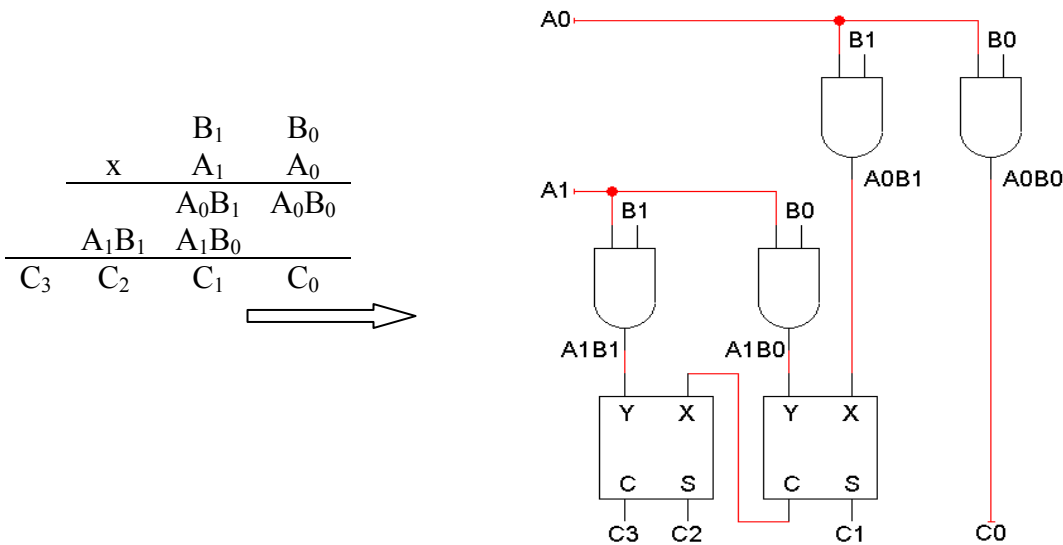 B₁ B₀
x A₁ A₀
A₀B₁ A₀B₀
A₁B₁ A₁B₀
C₃ C₂ C₁ C₀
A0
B1 B0
A0B1 A0B0
A1
B1 B0
A1B1 A1B0
Y X Y X
C S C S
C3 C2 C1 C0